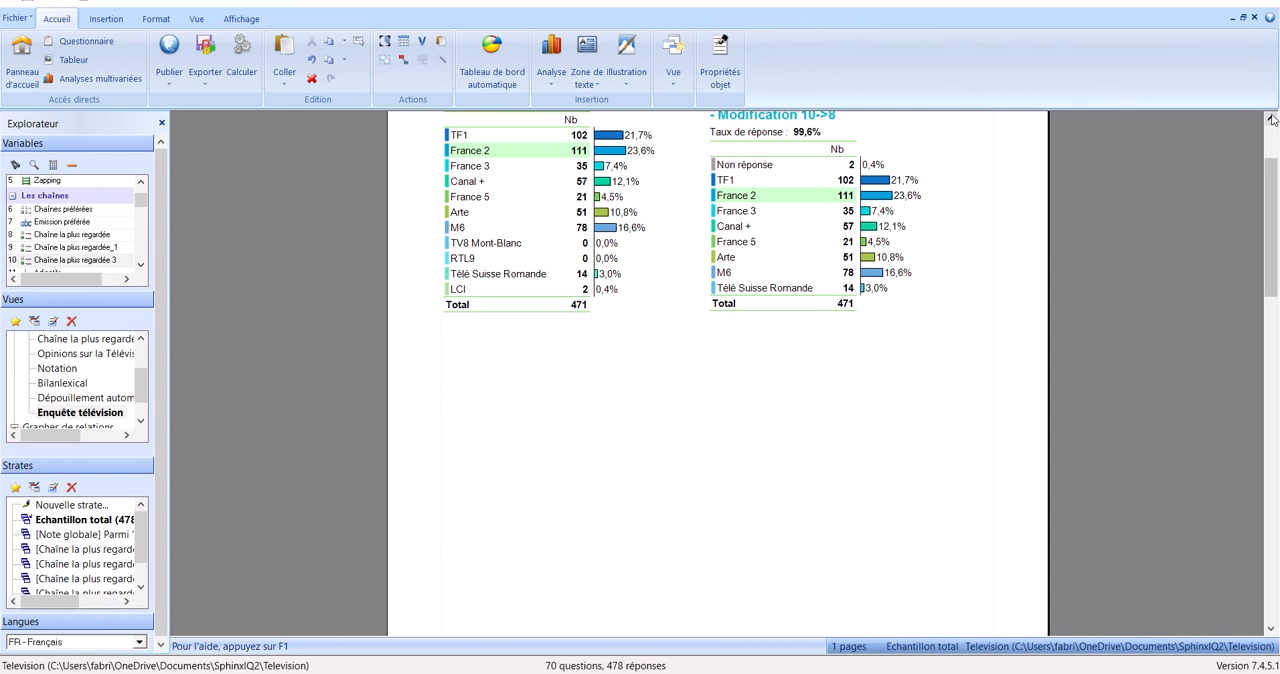 Fichier Accueil Insertion Format Vue Affichage
Panneau d'accueil
Questionnaire
Tableur
Analyses multivariées
Accès directs
Publier Exporter Calculer
Coller
Edition
Actions
Tableau de bord automatique
Analyse Zone de texte Illustration
Insertion
Vue
Propriétés objet
Explorateur
Variables
5 Zapping
Les chaînes
6 Chaînes préférées
7 abc Emission préférée
8 Chaîne la plus regardée
9 Chaîne la plus regardée_1
10 Chaîne la plus regardée 3
Vues
Chaîne la plus regardé
Opinions sur la Télévis
Notation
Bilanlexical
Dépouillement autom
Enquête télévision
Graphes de relations
Strates
Nouvelle strate...
Echantillon total (478
[Note globale] Parmi
[Chaîne la plus regard
[Chaîne la plus regard
[Chaîne la plus regard
[Chaîne la plus regard
Langues
FR - Français
Nb
TF1 102 21,7%
France 2 111 23,6%
France 3 35 7,4%
Canal + 57 12,1%
France 5 21 4,5%
Arte 51 10,8%
M6 78 16,6%
TV8 Mont-Blanc 0 0,0%
RTL9 0 0,0%
Télé Suisse Romande 14 3,0%
LCI 2 0,4%
Total 471
- Modification 10->8
Taux de réponse : 99,6%
Nb
Non réponse 2 0,4%
TF1 102 21,7%
France 2 111 23,6%
France 3 35 7,4%
Canal + 57 12,1%
France 5 21 4,5%
Arte 51 10,8%
M6 78 16,6%
Télé Suisse Romande 14 3,0%
Total 471
Pour l'aide, appuyez sur F1
1 pages Echantillon total Television (C:\Users\fabri\OneDrive\Documents\SphinxIQ2\Television)
Television (C:\Users\fabri\OneDrive\Documents\SphinxIQ2\Television) 70 questions, 478 réponses Version 7.4.5.1